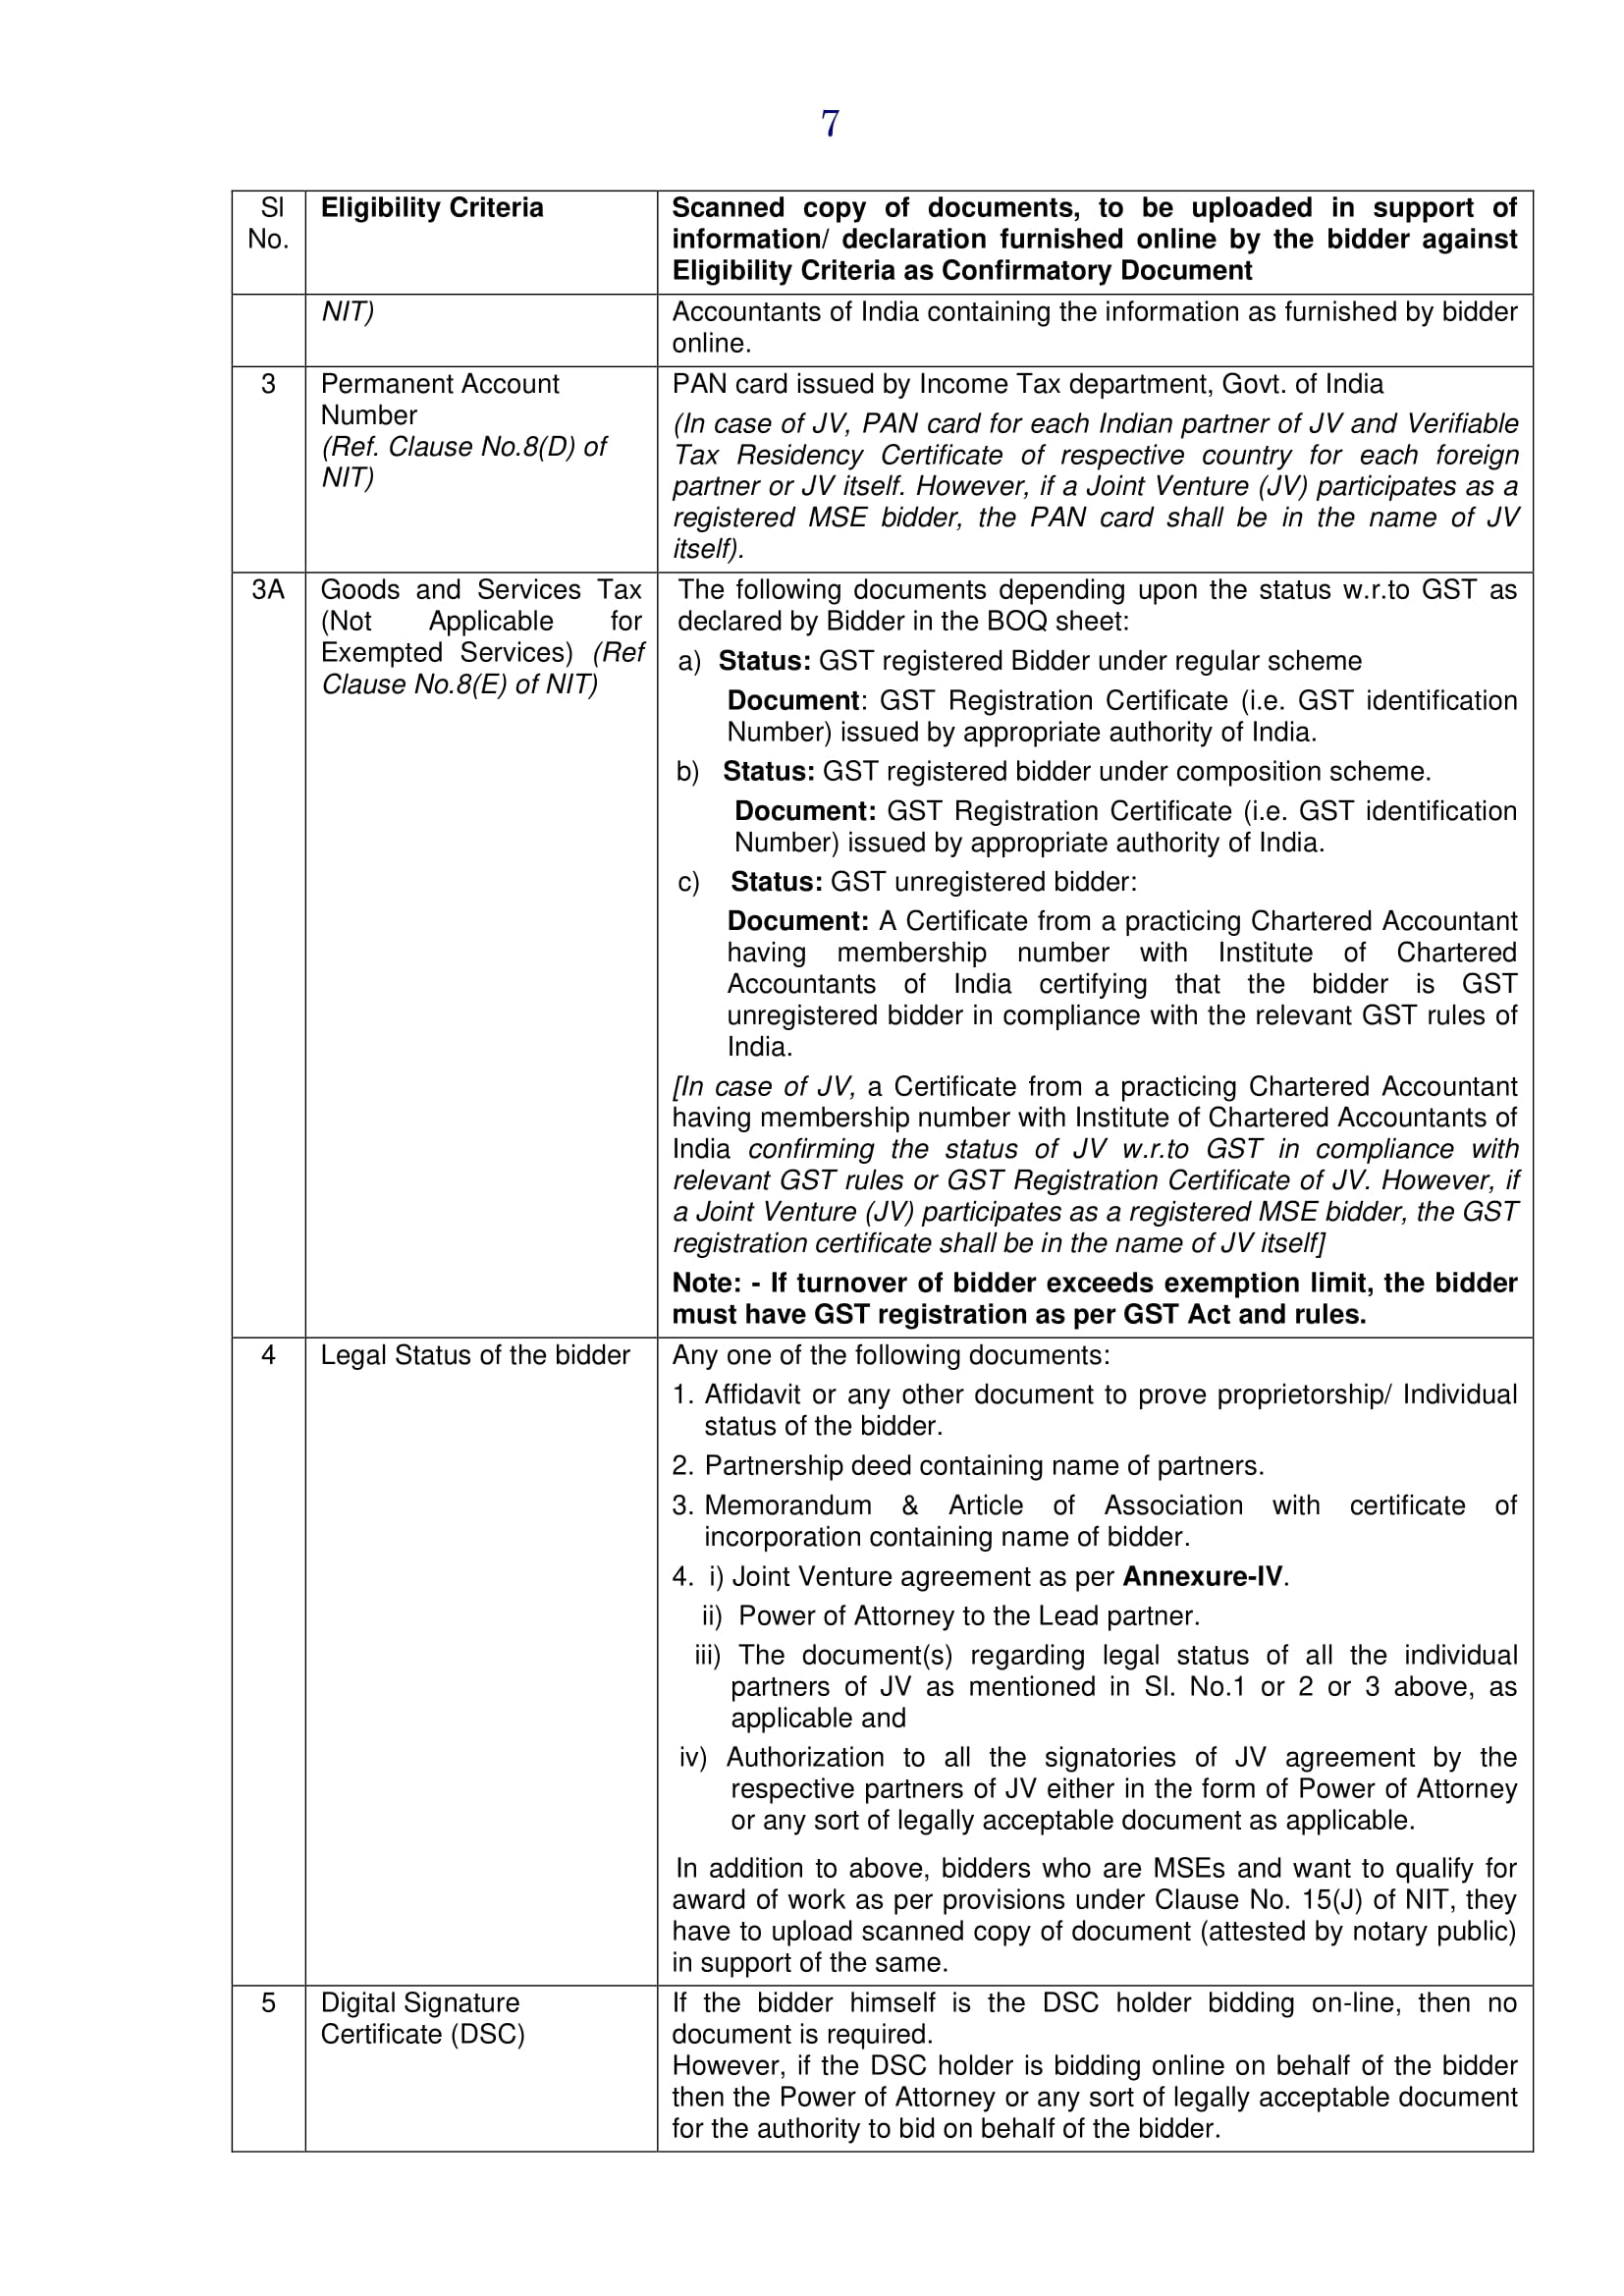 7
Sl Eligibility Criteria Scanned copy of documents, to be uploaded in support of
No. information/ declaration furnished online by the bidder against
Eligibility Criteria as Confirmatory Document
NIT) Accountants of India containing the information as furnished by bidder
online.
3 Permanent Account PAN card issued by Income Tax department, Govt. of India
Number
(Ref. Clause No.8(D) of
NIT)
(In case of JV, PAN card for each Indian partner of JV and Verifiable
Tax Residency Certificate of respective country for each foreign
partner or JV itself. However, if a Joint Venture (JV) participates as a
registered MSE bidder, the PAN card shall be in the name of JV
itself).
3A Goods and Services Tax
(Not Applicable for
Exempted Services) (Ref
Clause No.8(E) of NIT)
The following documents depending upon the status w.r.to GST as
declared by Bidder in the BOQ sheet:
a) Status: GST registered Bidder under regular scheme
Document: GST Registration Certificate (i.e. GST identification
Number) issued by appropriate authority of India.
b) Status: GST registered bidder under composition scheme.
Document: GST Registration Certificate (i.e. GST identification
Number) issued by appropriate authority of India.
c) Status: GST unregistered bidder:
Document: A Certificate from a practicing Chartered Accountant
having membership number with Institute of Chartered
Accountants of India certifying that the bidder is GST
unregistered bidder in compliance with the relevant GST rules of
India.
[In case of JV, a Certificate from a practicing Chartered Accountant
having membership number with Institute of Chartered Accountants of
India confirming the status of JV w.r.to GST in compliance with
relevant GST rules or GST Registration Certificate of JV. However, if
a Joint Venture (JV) participates as a registered MSE bidder, the GST
registration certificate shall be in the name of JV itself]
Note: - If turnover of bidder exceeds exemption limit, the bidder
must have GST registration as per GST Act and rules.
4 Legal Status of the bidder Any one of the following documents:
1. Affidavit or any other document to prove proprietorship/ Individual
status of the bidder.
2. Partnership deed containing name of partners.
3. Memorandum & Article of Association with certificate of
incorporation containing name of bidder.
4. i) Joint Venture agreement as per Annexure-IV.
ii) Power of Attorney to the Lead partner.
iii) The document(s) regarding legal status of all the individual
partners of JV as mentioned in Sl. No.1 or 2 or 3 above, as
applicable and
iv) Authorization to all the signatories of JV agreement by the
respective partners of JV either in the form of Power of Attorney
or any sort of legally acceptable document as applicable.
In addition to above, bidders who are MSEs and want to qualify for
award of work as per provisions under Clause No. 15(J) of NIT, they
have to upload scanned copy of document (attested by notary public)
in support of the same.
5 Digital Signature
Certificate (DSC)
If the bidder himself is the DSC holder bidding on-line, then no
document is required.
However, if the DSC holder is bidding online on behalf of the bidder
then the Power of Attorney or any sort of legally acceptable document
for the authority to bid on behalf of the bidder.